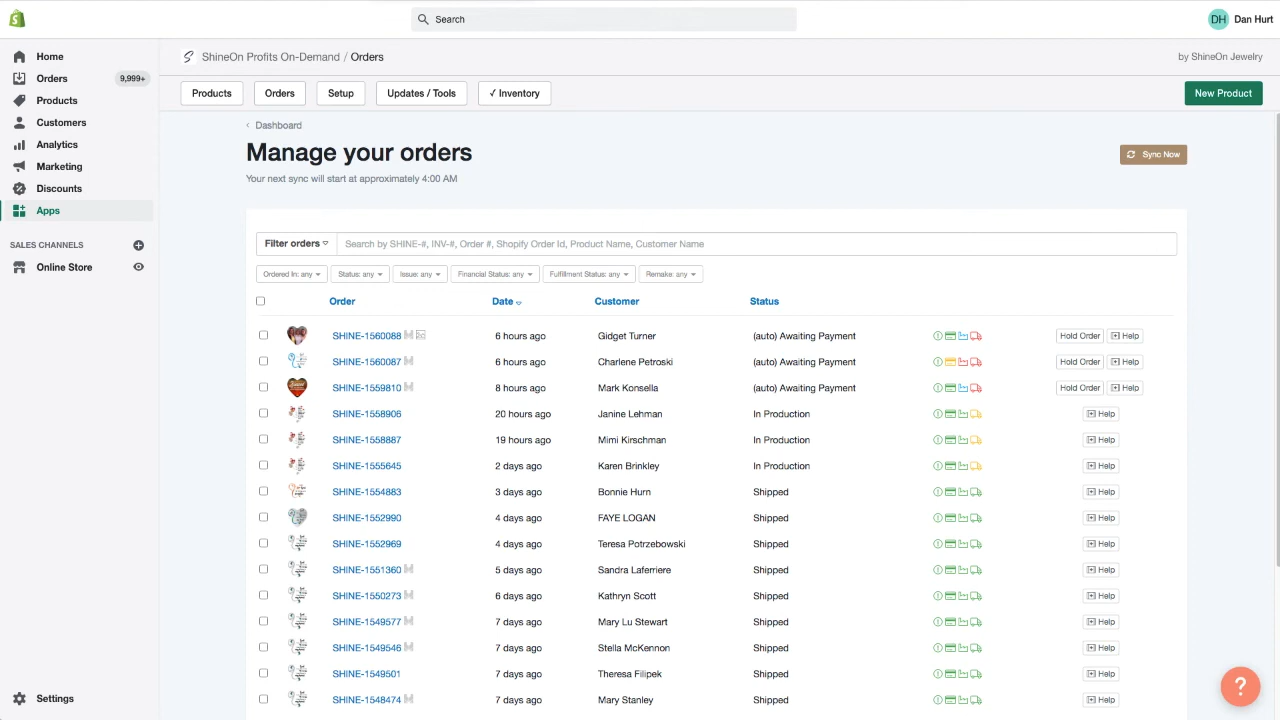 Search
DH Dan Hurt
Home
Orders 9,999+
Products
Customers
Analytics
Marketing
Discounts
Apps
SALES CHANNELS
Online Store
Settings
ShineOn Profits On-Demand / Orders
by ShineOn Jewelry
Products Orders Setup Updates / Tools ✓ Inventory New Product
‹ Dashboard
Manage your orders
Sync Now
Your next sync will start at approximately 4:00 AM
Filter orders Search by SHINE-#, INV-#, Order #, Shopify Order Id, Product Name, Customer Name
Ordered In: any Status: any Issue: any Financial Status: any Fulfillment Status: any Remake: any
Order Date Customer Status
SHINE-1560088 6 hours ago Gidget Turner (auto) Awaiting Payment Hold Order Help
SHINE-1560087 6 hours ago Charlene Petroski (auto) Awaiting Payment Hold Order Help
SHINE-1559810 8 hours ago Mark Konsella (auto) Awaiting Payment Hold Order Help
SHINE-1558906 20 hours ago Janine Lehman In Production Help
SHINE-1558887 19 hours ago Mimi Kirschman In Production Help
SHINE-1555645 2 days ago Karen Brinkley In Production Help
SHINE-1554883 3 days ago Bonnie Hurn Shipped Help
SHINE-1552990 4 days ago FAYE LOGAN Shipped Help
SHINE-1552969 4 days ago Teresa Potrzebowski Shipped Help
SHINE-1551360 5 days ago Sandra Laferriere Shipped Help
SHINE-1550273 6 days ago Kathryn Scott Shipped Help
SHINE-1549577 7 days ago Mary Lu Stewart Shipped Help
SHINE-1549546 7 days ago Stella McKennon Shipped Help
SHINE-1549501 7 days ago Theresa Filipek Shipped Help
SHINE-1548474 7 days ago Mary Stanley Shipped Help
?